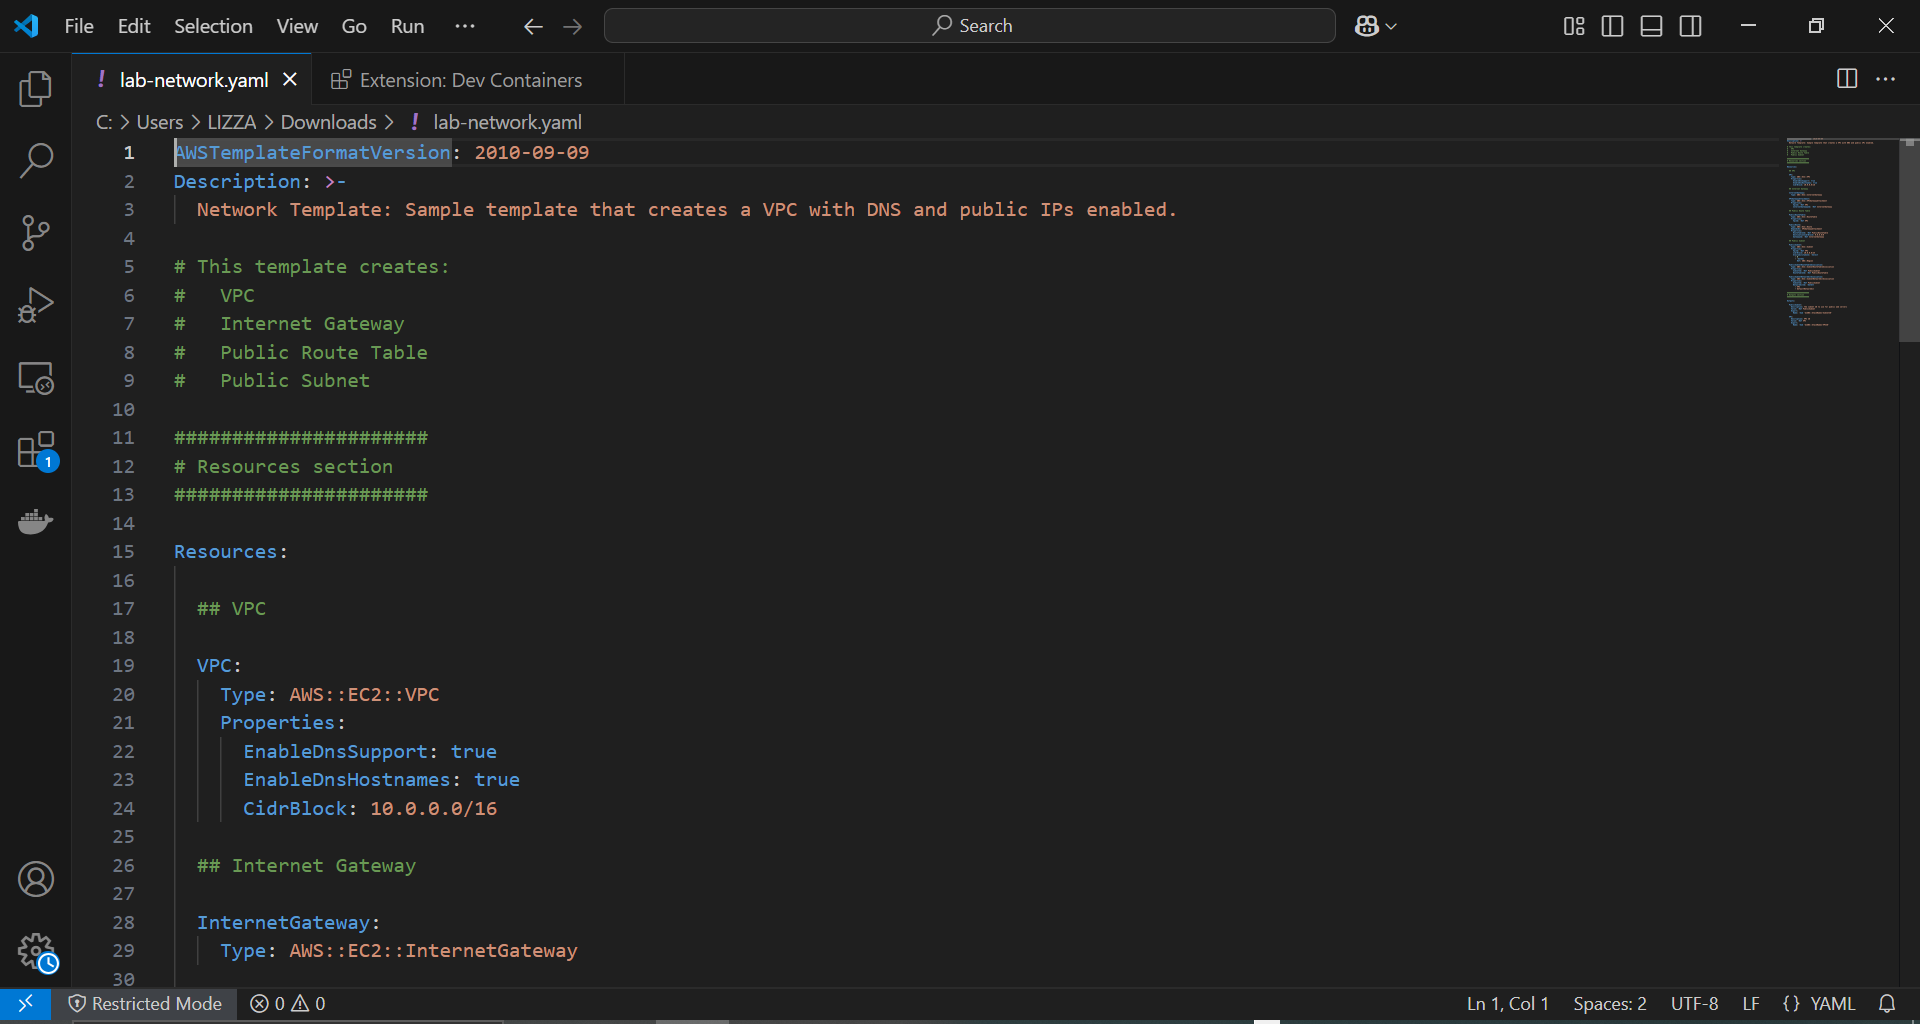 File Edit Selection View Go Run ··· Search
lab-network.yaml Extension: Dev Containers
C: > Users > LIZZA > Downloads > ! lab-network.yaml
1 AWSTemplateFormatVersion: 2010-09-09
2 Description: >-
3 Network Template: Sample template that creates a VPC with DNS and public IPs enabled.
4
5 # This template creates:
6 # VPC
7 # Internet Gateway
8 # Public Route Table
9 # Public Subnet
10
11 ######################
12 # Resources section
13 ######################
14
15 Resources:
16
17 ## VPC
18
19 VPC:
20 Type: AWS::EC2::VPC
21 Properties:
22 EnableDnsSupport: true
23 EnableDnsHostnames: true
24 CidrBlock: 10.0.0.0/16
25
26 ## Internet Gateway
27
28 InternetGateway:
29 Type: AWS::EC2::InternetGateway
30
1
Restricted Mode 0 0 Ln 1, Col 1 Spaces: 2 UTF-8 LF {} YAML